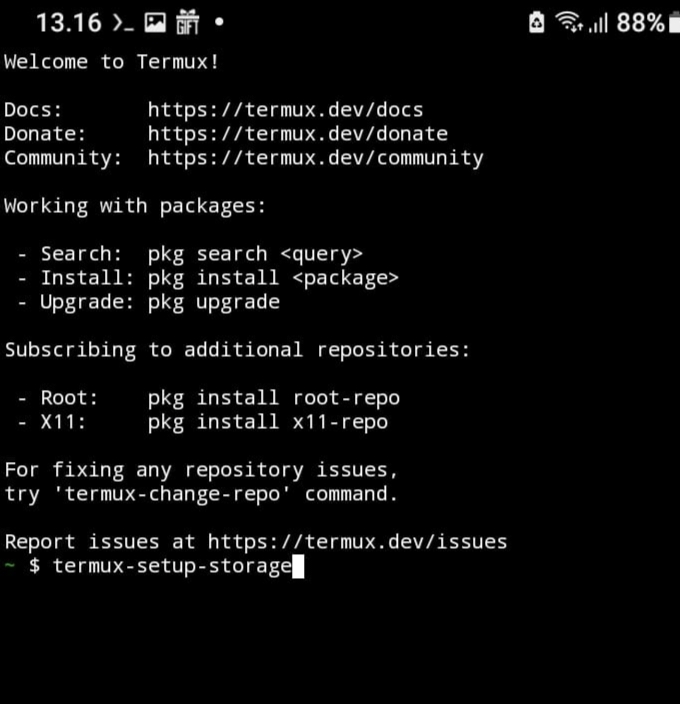 13.16 GIFT 88%
Welcome to Termux!
Docs: https://termux.dev/docs
Donate: https://termux.dev/donate
Community: https://termux.dev/community
Working with packages:
- Search: pkg search <query>
- Install: pkg install <package>
- Upgrade: pkg upgrade
Subscribing to additional repositories:
- Root: pkg install root-repo
- X11: pkg install x11-repo
For fixing any repository issues,
try 'termux-change-repo' command.
Report issues at https://termux.dev/issues
~ $ termux-setup-storage